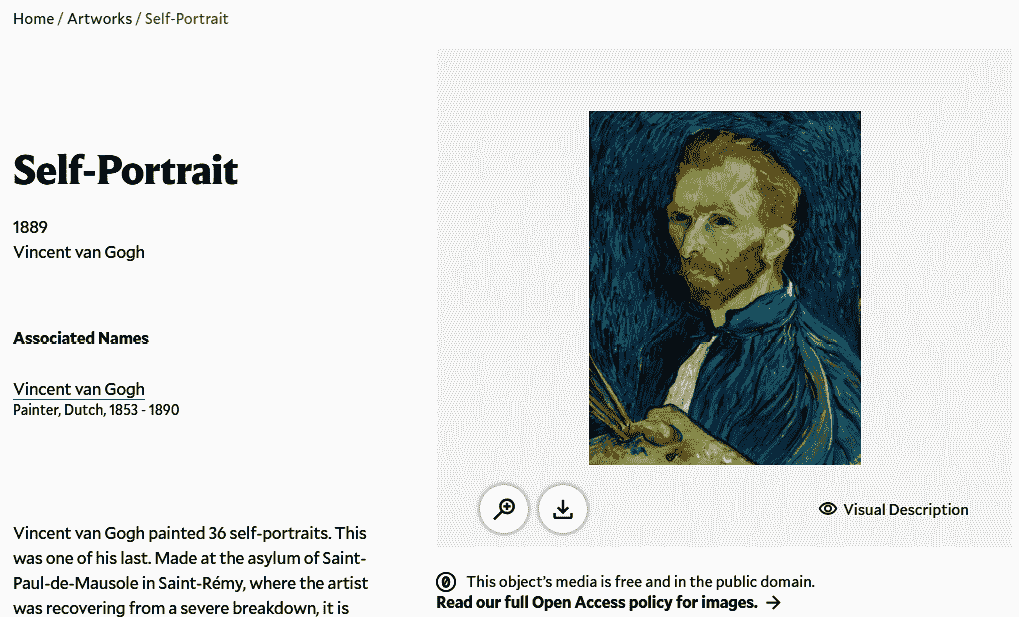 Home / Artworks / Self-Portrait
Self-Portrait
1889
Vincent van Gogh
Associated Names
Vincent van Gogh
Painter, Dutch, 1853 - 1890
Vincent van Gogh painted 36 self-portraits. This
was one of his last. Made at the asylum of Saint-
Paul-de-Mausole in Saint-Rémy, where the artist
was recovering from a severe breakdown, it is
Visual Description
This object's media is free and in the public domain.
Read our full Open Access policy for images. →